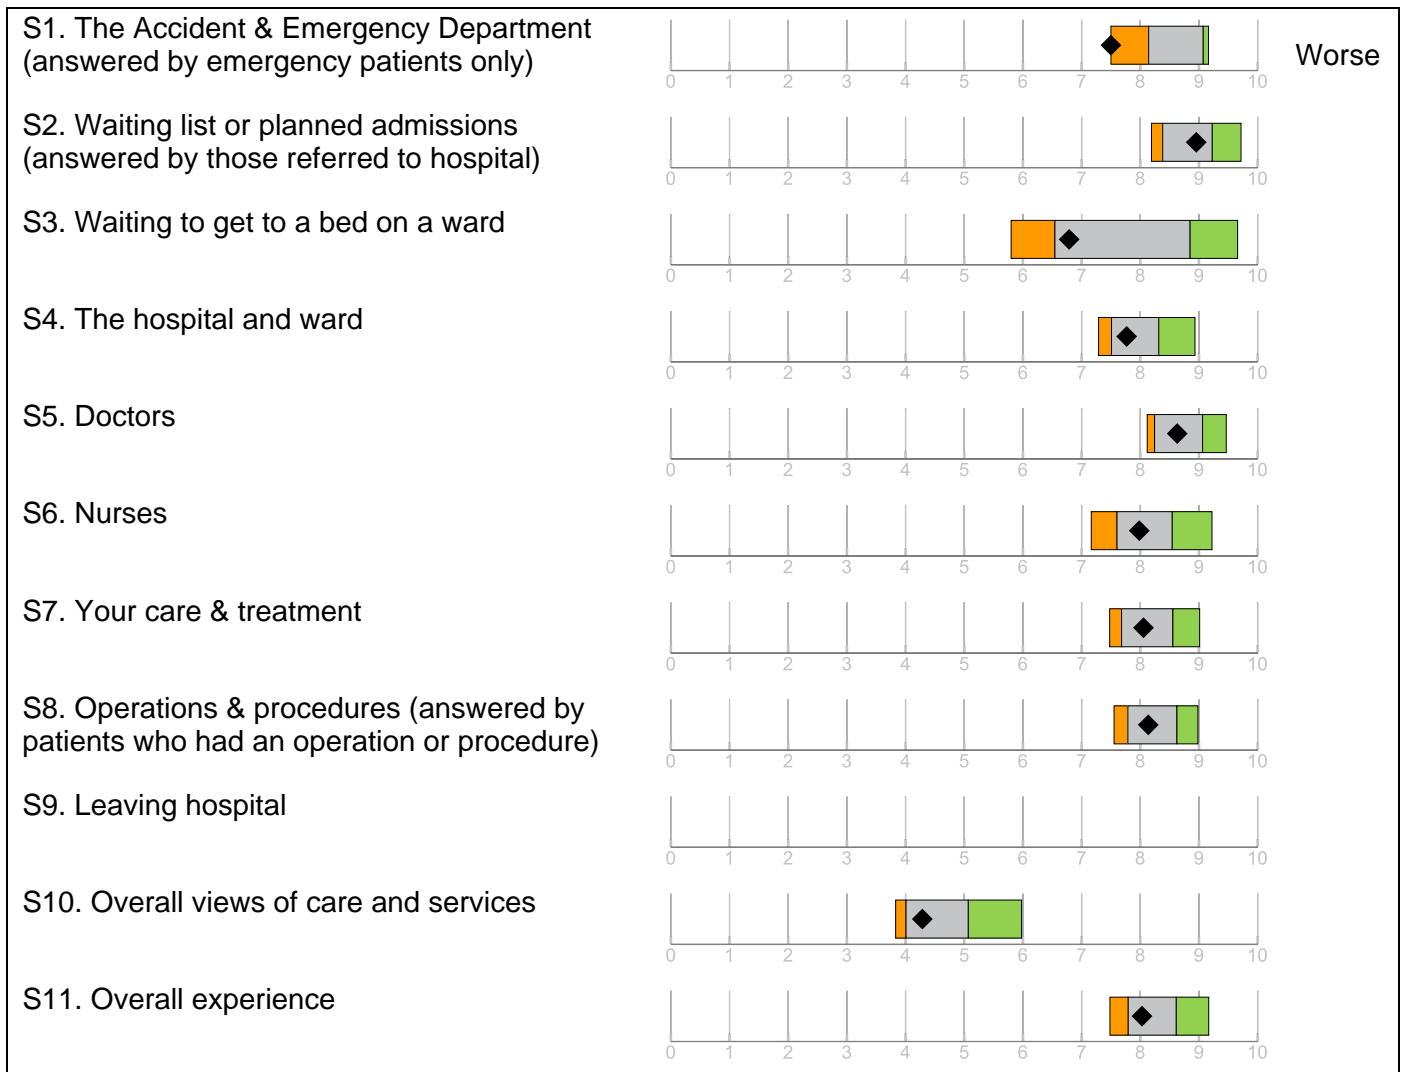 S1. The Accident & Emergency Department
(answered by emergency patients only)
Worse
0 1 2 3 4 5 6 7 8 9 10
S2. Waiting list or planned admissions
(answered by those referred to hospital)
0 1 2 3 4 5 6 7 8 9 10
S3. Waiting to get to a bed on a ward
0 1 2 3 4 5 6 7 8 9 10
S4. The hospital and ward
0 1 2 3 4 5 6 7 8 9 10
S5. Doctors
0 1 2 3 4 5 6 7 8 9 10
S6. Nurses
0 1 2 3 4 5 6 7 8 9 10
S7. Your care & treatment
0 1 2 3 4 5 6 7 8 9 10
S8. Operations & procedures (answered by
patients who had an operation or procedure)
0 1 2 3 4 5 6 7 8 9 10
S9. Leaving hospital
0 1 2 3 4 5 6 7 8 9 10
S10. Overall views of care and services
0 1 2 3 4 5 6 7 8 9 10
S11. Overall experience
0 1 2 3 4 5 6 7 8 9 10